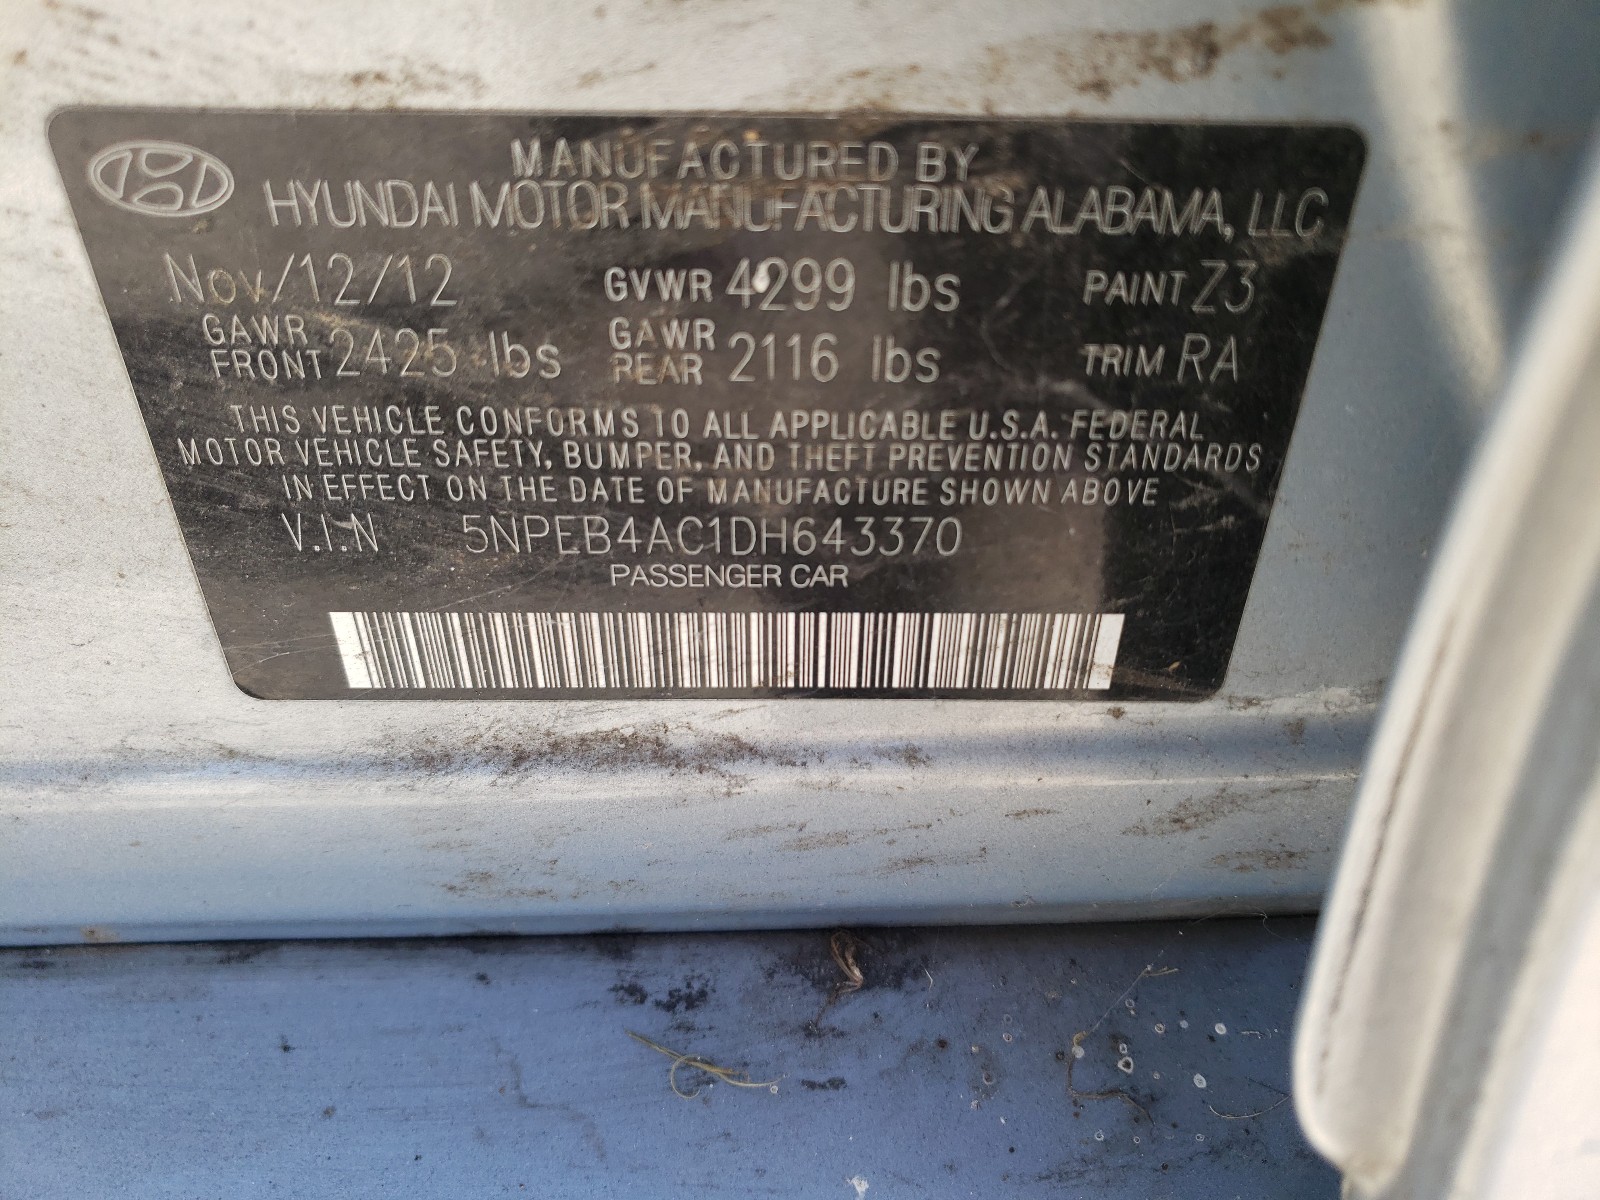 MANUFACTURED BY
HYUNDAI MOTOR MANUFACTURING ALABAMA, LLC
Nov/12/12 GVWR 4299 lbs PAINT Z3
GAWR FRONT 2425 lbs GAWR REAR 2116 lbs TRIM RA
THIS VEHICLE CONFORMS TO ALL APPLICABLE U.S.A. FEDERAL
MOTOR VEHICLE SAFETY, BUMPER, AND THEFT PREVENTION STANDARDS
IN EFFECT ON THE DATE OF MANUFACTURE SHOWN ABOVE
V.I.N 5NPEB4AC1DH643370
PASSENGER CAR